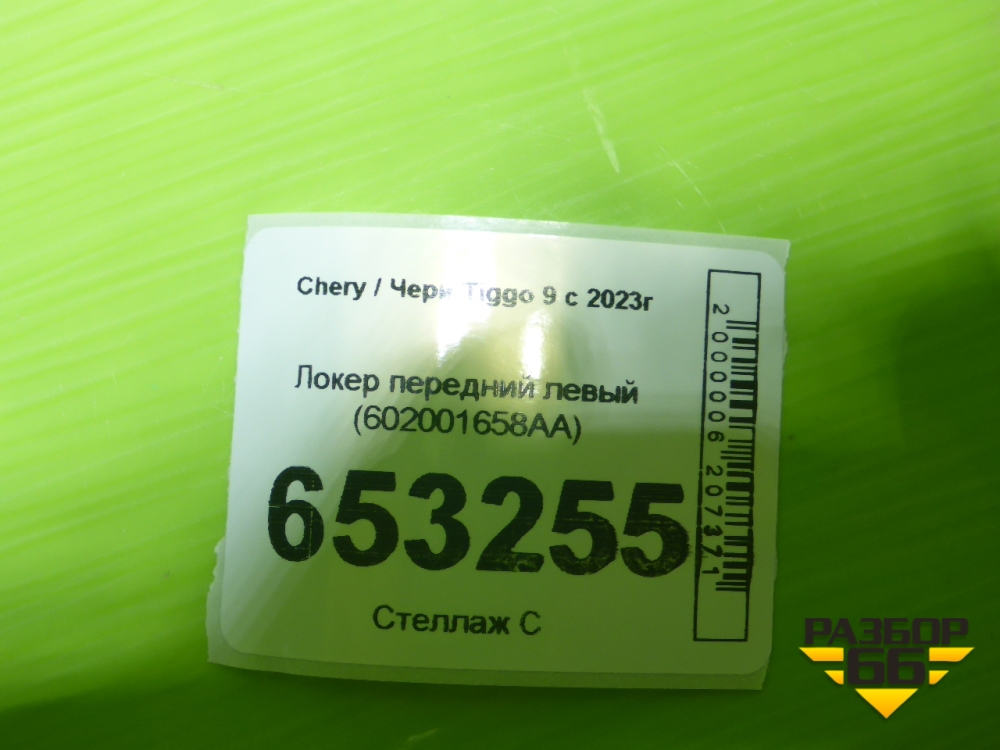 Chery / Чери Tiggo 9 с 2023г
Локер передний левый
(602001658AA)
653255
Стеллаж С
2000006207371
РАЗБОР
66